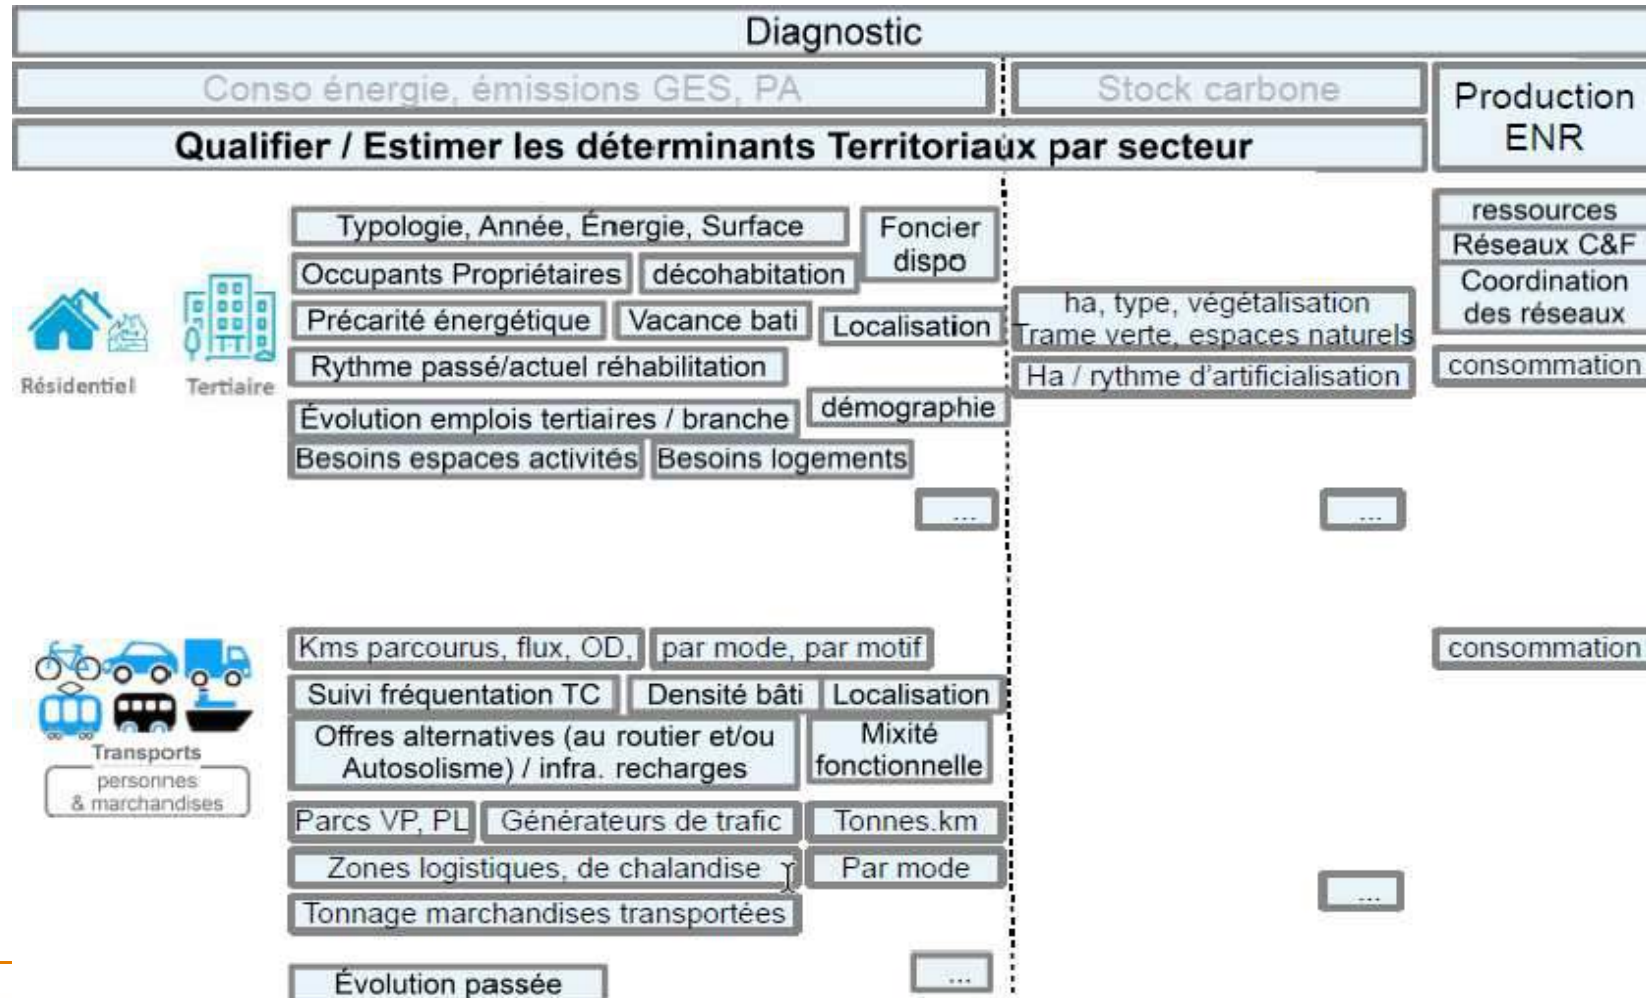 Diagnostic
Conso énergie, émissions GES, PA
Stock carbone
Production
ENR
Qualifier / Estimer les déterminants Territoriaux par secteur
Résidentiel
Tertiaire
Typologie, Année, Énergie, Surface
Foncier
dispo
Occupants Propriétaires
décohabitation
Précarité énergétique
Vacance bati
Localisation
Rythme passé/actuel réhabilitation
démographie
Évolution emplois tertiaires / branche
Besoins espaces activités
Besoins logements
...
ha, type, végétalisation
Trame verte, espaces naturels
Ha / rythme d'artificialisation
...
ressources
Réseaux C&F
Coordination
des réseaux
consommation
Transports
personnes
& marchandises
Kms parcourus, flux, OD,
par mode, par motif
Suivi fréquentation TC
Densité bâti
Localisation
Offres alternatives (au routier et/ou
Autosolisme) / infra. recharges
Mixité
fonctionnelle
Parcs VP, PL
Générateurs de trafic
Tonnes.km
Zones logistiques, de chalandise
Par mode
Tonnage marchandises transportées
Évolution passée
...
...
consommation